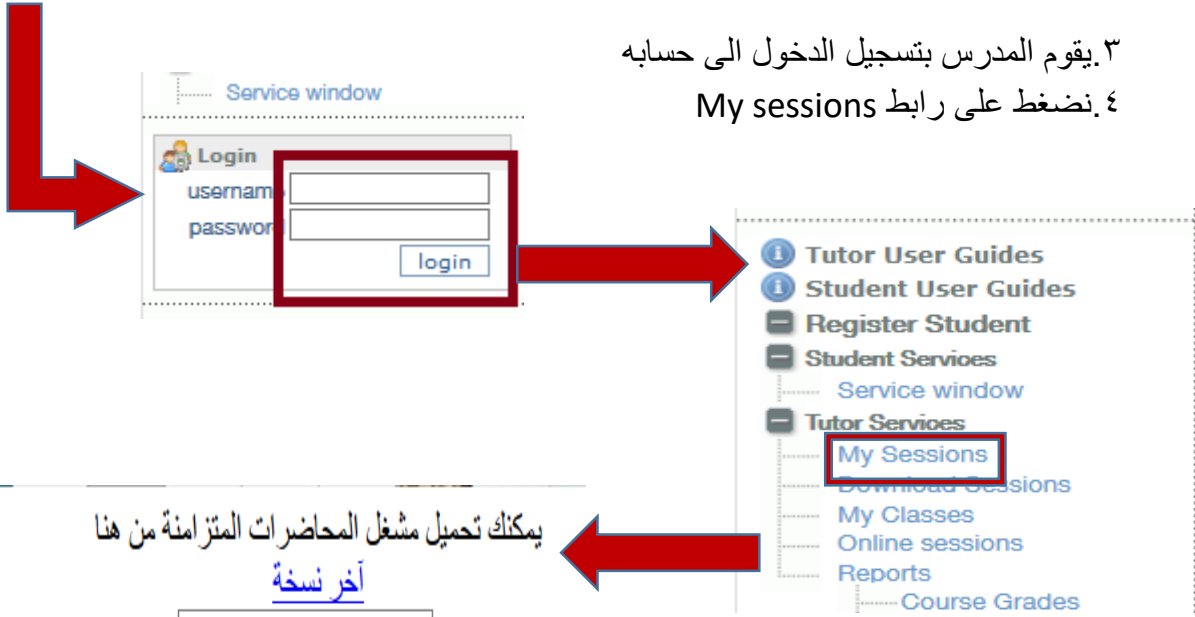 ٣.يقوم المدرس بتسجيل الدخول الى حسابه
٤.نضغط على رابط My sessions
Service window
Login
username
password
login
Tutor User Guides
Student User Guides
Register Student
Student Services
Service window
Tutor Services
My Sessions
Download Sessions
My Classes
Online sessions
Reports
Course Grades
يمكنك تحميل مشغل المحاضرات المتزامنة من هنا
آخر نسخة